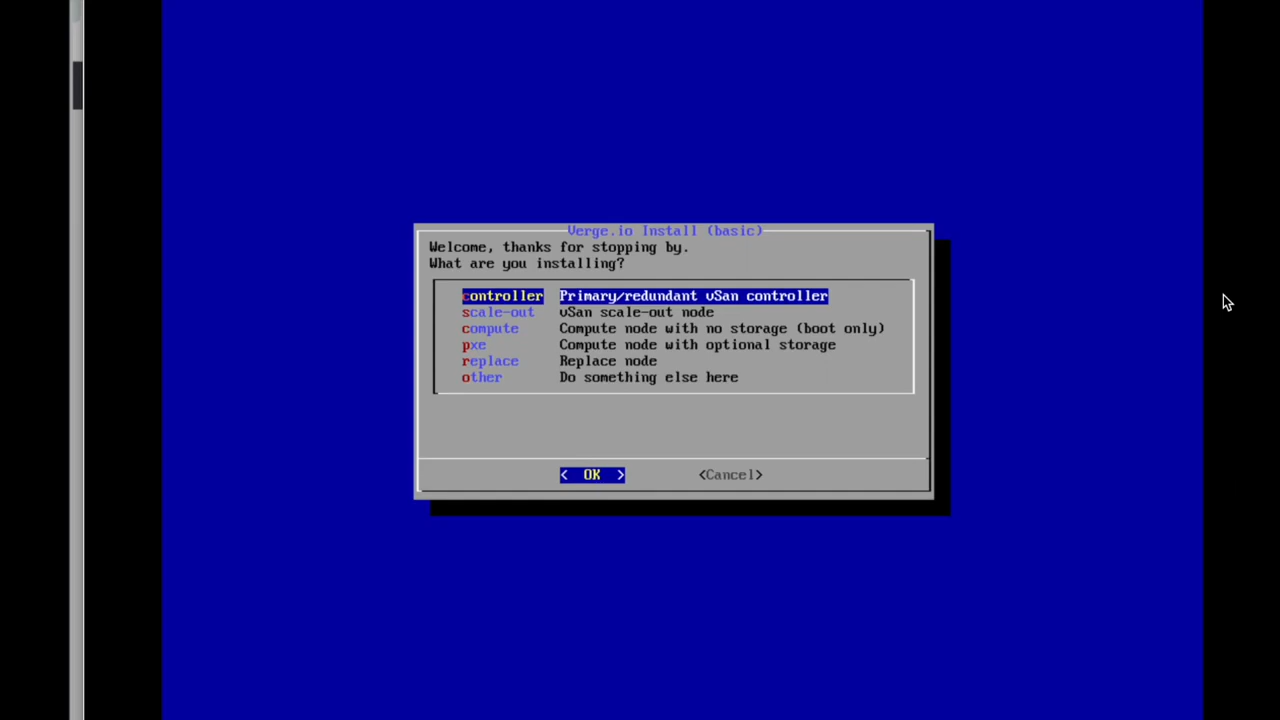 Verge.io Install (basic)
Welcome, thanks for stopping by.
What are you installing?
controller Primary/redundant vSan controller
scale-out vSan scale-out node
compute Compute node with no storage (boot only)
pxe Compute node with optional storage
replace Replace node
other Do something else here
< OK > <Cancel>